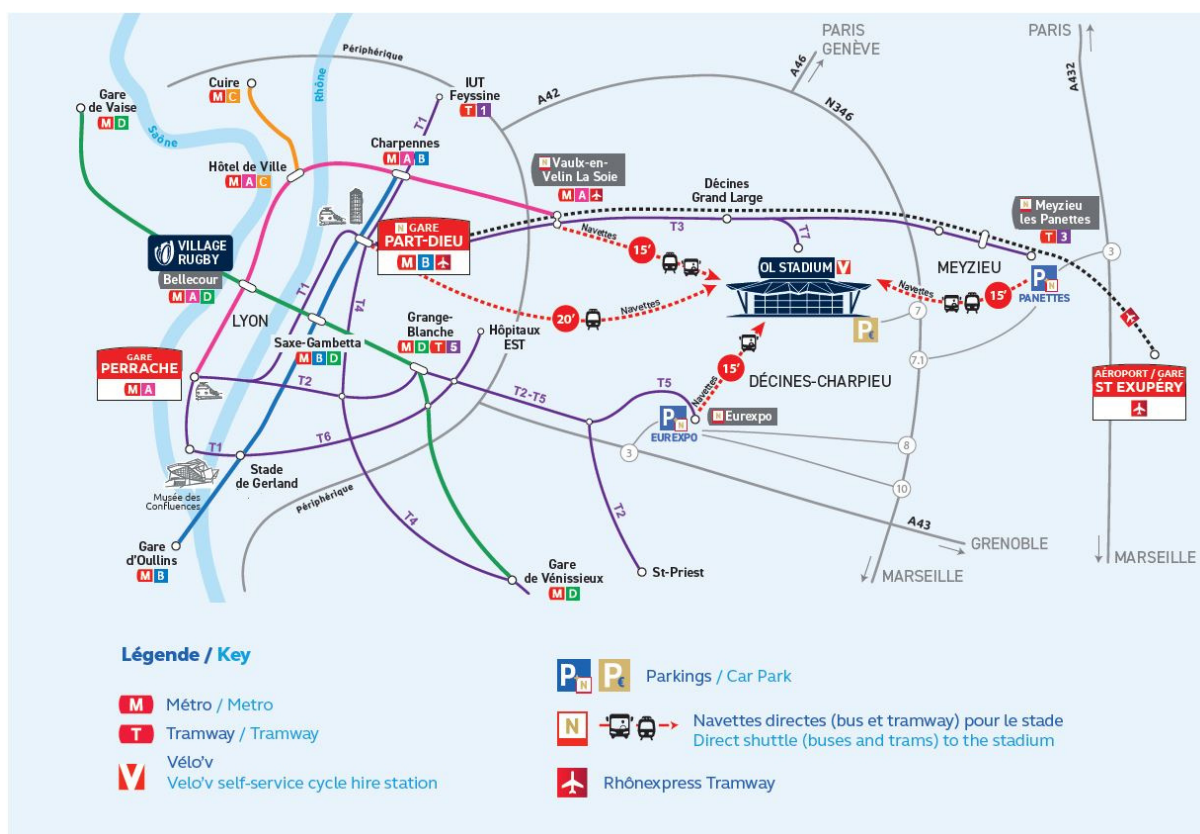 PARIS
GENÈVE
PARIS
A46
A432
Périphérique
IUT
Feyssine
T 1
Cuire
M C
Rhône
Gare
de Vaise
M D
Saône
A42
N346
T1
Charpennes
M A B
Hôtel de Ville
M A C
N Vaulx-en-
Velin La Soie
M A
Décines
Grand Large
N Meyzieu
les Panettes
T 3
N GARE
PART-DIEU
M B
Navettes
15’
T3
T7
MEYZIEU
3
VILLAGE
RUGBY
Bellecour
M A D
OL STADIUM V
Navettes
15’
P N
PANETTES
T1
T4
20’
Navettes
P€
7
LYON
Grange-
Blanche
M D T 5
Hôpitaux
EST
Saxe-Gambetta
M B D
7.1
GARE
PERRACHE
M A
T2
T2-T5
15’
Navettes
DÉCINES-CHARPIEU
AÉROPORT / GARE
ST EXUPÉRY
T5
P N
EUREXPO
N Eurexpo
T1
T6
3
8
Stade
de Gerland
Musée des
Confluences
Périphérique
10
T4
T2
A43
GRENOBLE
Gare
d’Oullins
M B
Gare
de Vénissieux
M D
St-Priest
MARSEILLE
MARSEILLE
Légende / Key
M Métro / Metro
T Tramway / Tramway
V Vélo’v
Velo’v self-service cycle hire station
P N P€ Parkings / Car Park
N Navettes directes (bus et tramway) pour le stade
Direct shuttle (buses and trams) to the stadium
Rhônexpress Tramway